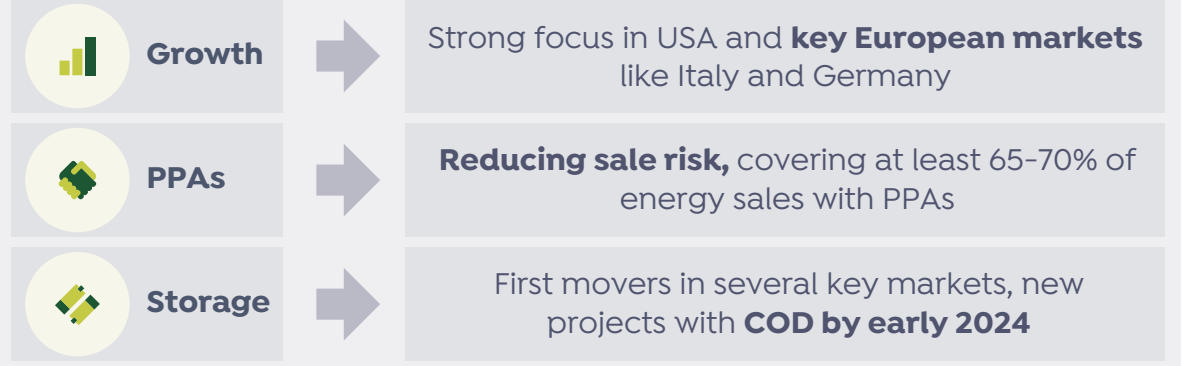 Growth
Strong focus in USA and key European markets
like Italy and Germany
PPAs
Reducing sale risk, covering at least 65-70% of
energy sales with PPAs
Storage
First movers in several key markets, new
projects with COD by early 2024